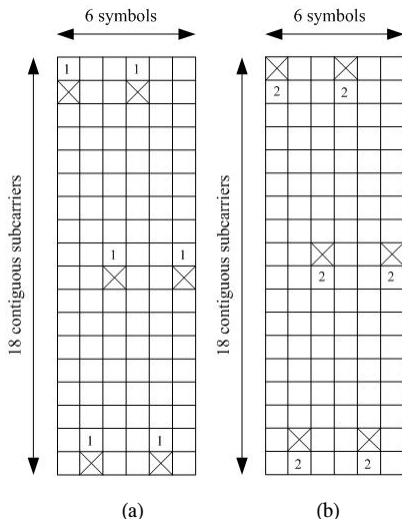 6 symbols
6 symbols
18 contiguous subcarriers
18 contiguous subcarriers
1 1
2 2
1 1
2 2
1 1
2 2
(a)
(b)